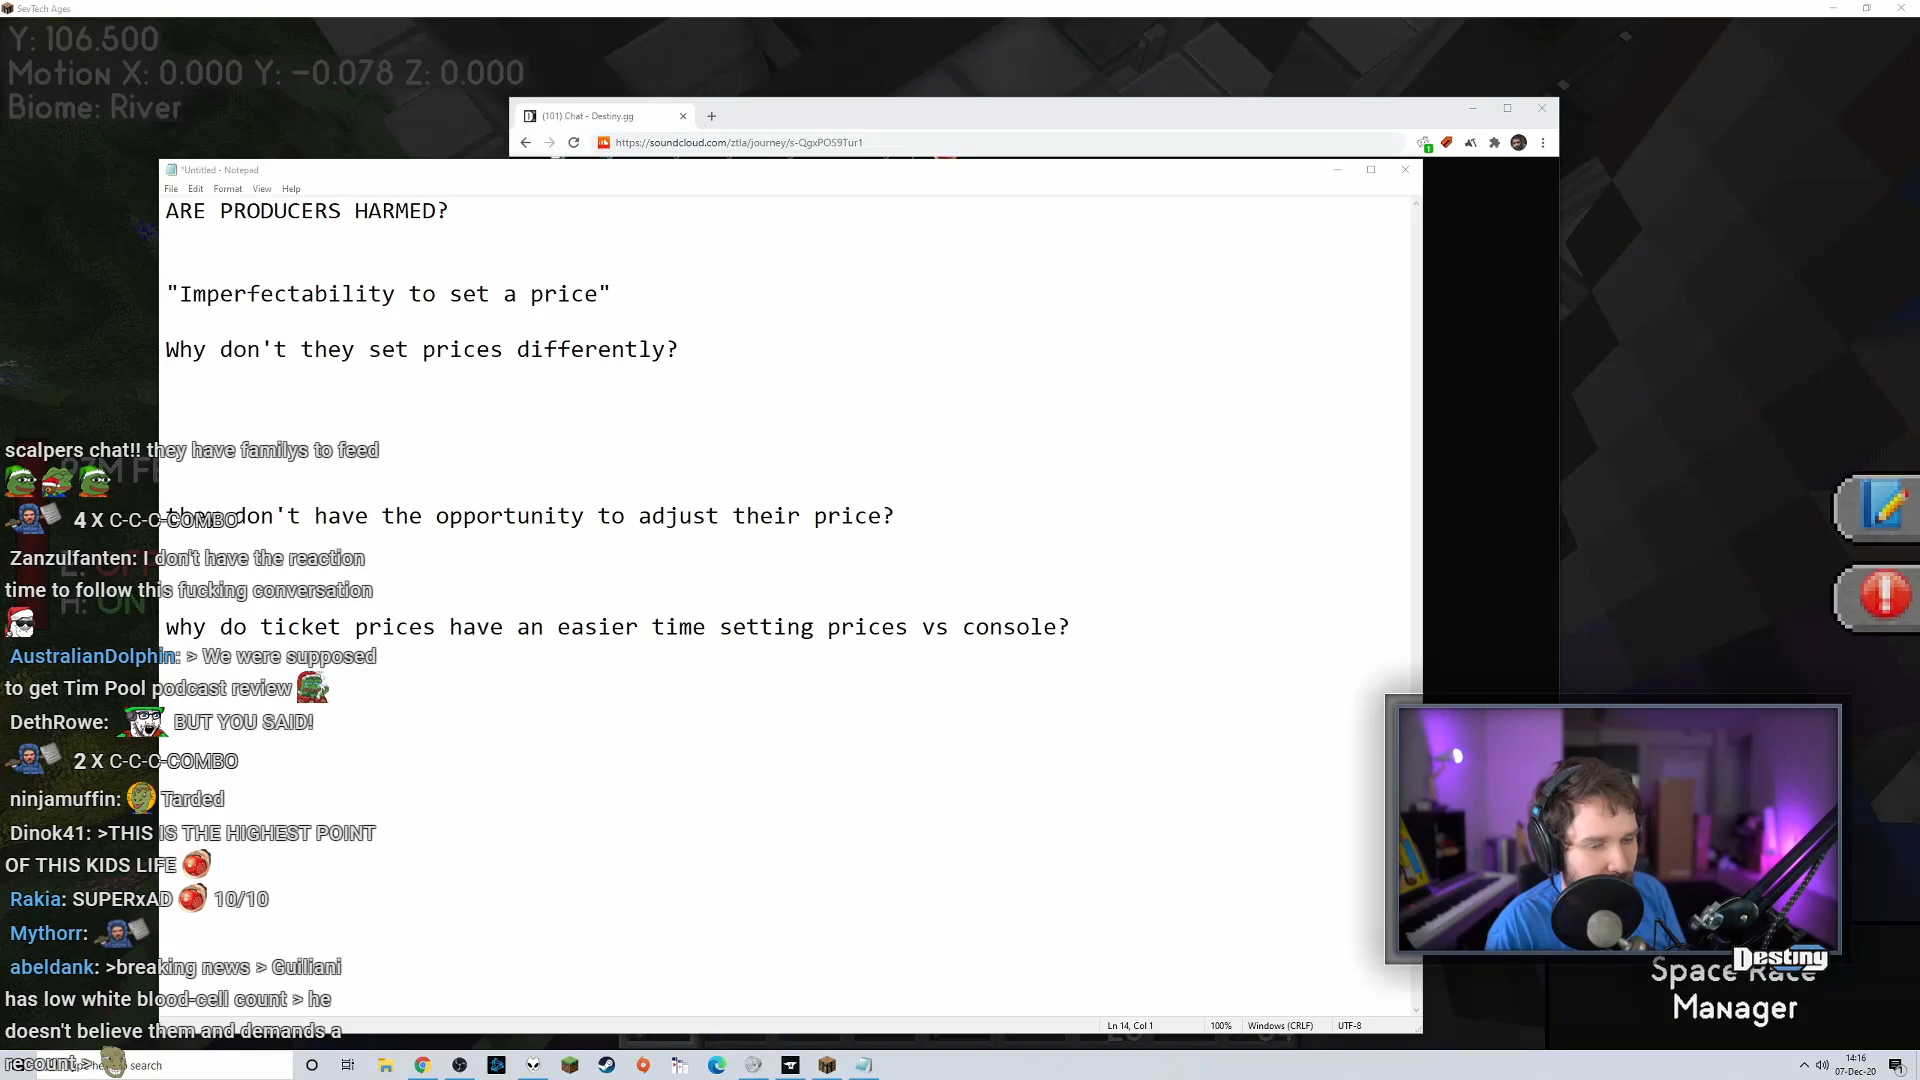 SevTech Ages
Y: 106.500
Motion X: 0.000 Y: -0.078 Z: 0.000
Biome: River
(101) Chat - Destiny.gg
https://soundcloud.com/ztla/journey/s-QgxPOS9Tur1
1
*Untitled - Notepad
File Edit Format View Help
ARE PRODUCERS HARMED?
"Imperfectability to set a price"
Why don't they set prices differently?
don't have the opportunity to adjust their price?
why do ticket prices have an easier time setting prices vs console?
Ln 14, Col 1 100% Windows (CRLF) UTF-8
scalpers chat!! they have familys to feed
4 X C-C-C-COMBO
Zanzulfanten: I don't have the reaction
time to follow this fucking conversation
H: ON
AustralianDolphin: > We were supposed
to get Tim Pool podcast review
DethRowe: BUT YOU SAID!
2 X C-C-C-COMBO
ninjamuffin: Tarded
Dinok41: >THIS IS THE HIGHEST POINT
OF THIS KIDS LIFE
Rakia: SUPERxAD 10/10
Mythorr:
abeldank: >breaking news > Guiliani
has low white blood-cell count > he
doesn't believe them and demands a
recount >
search
Destiny
Space Race
Manager
14:16
07-Dec-20